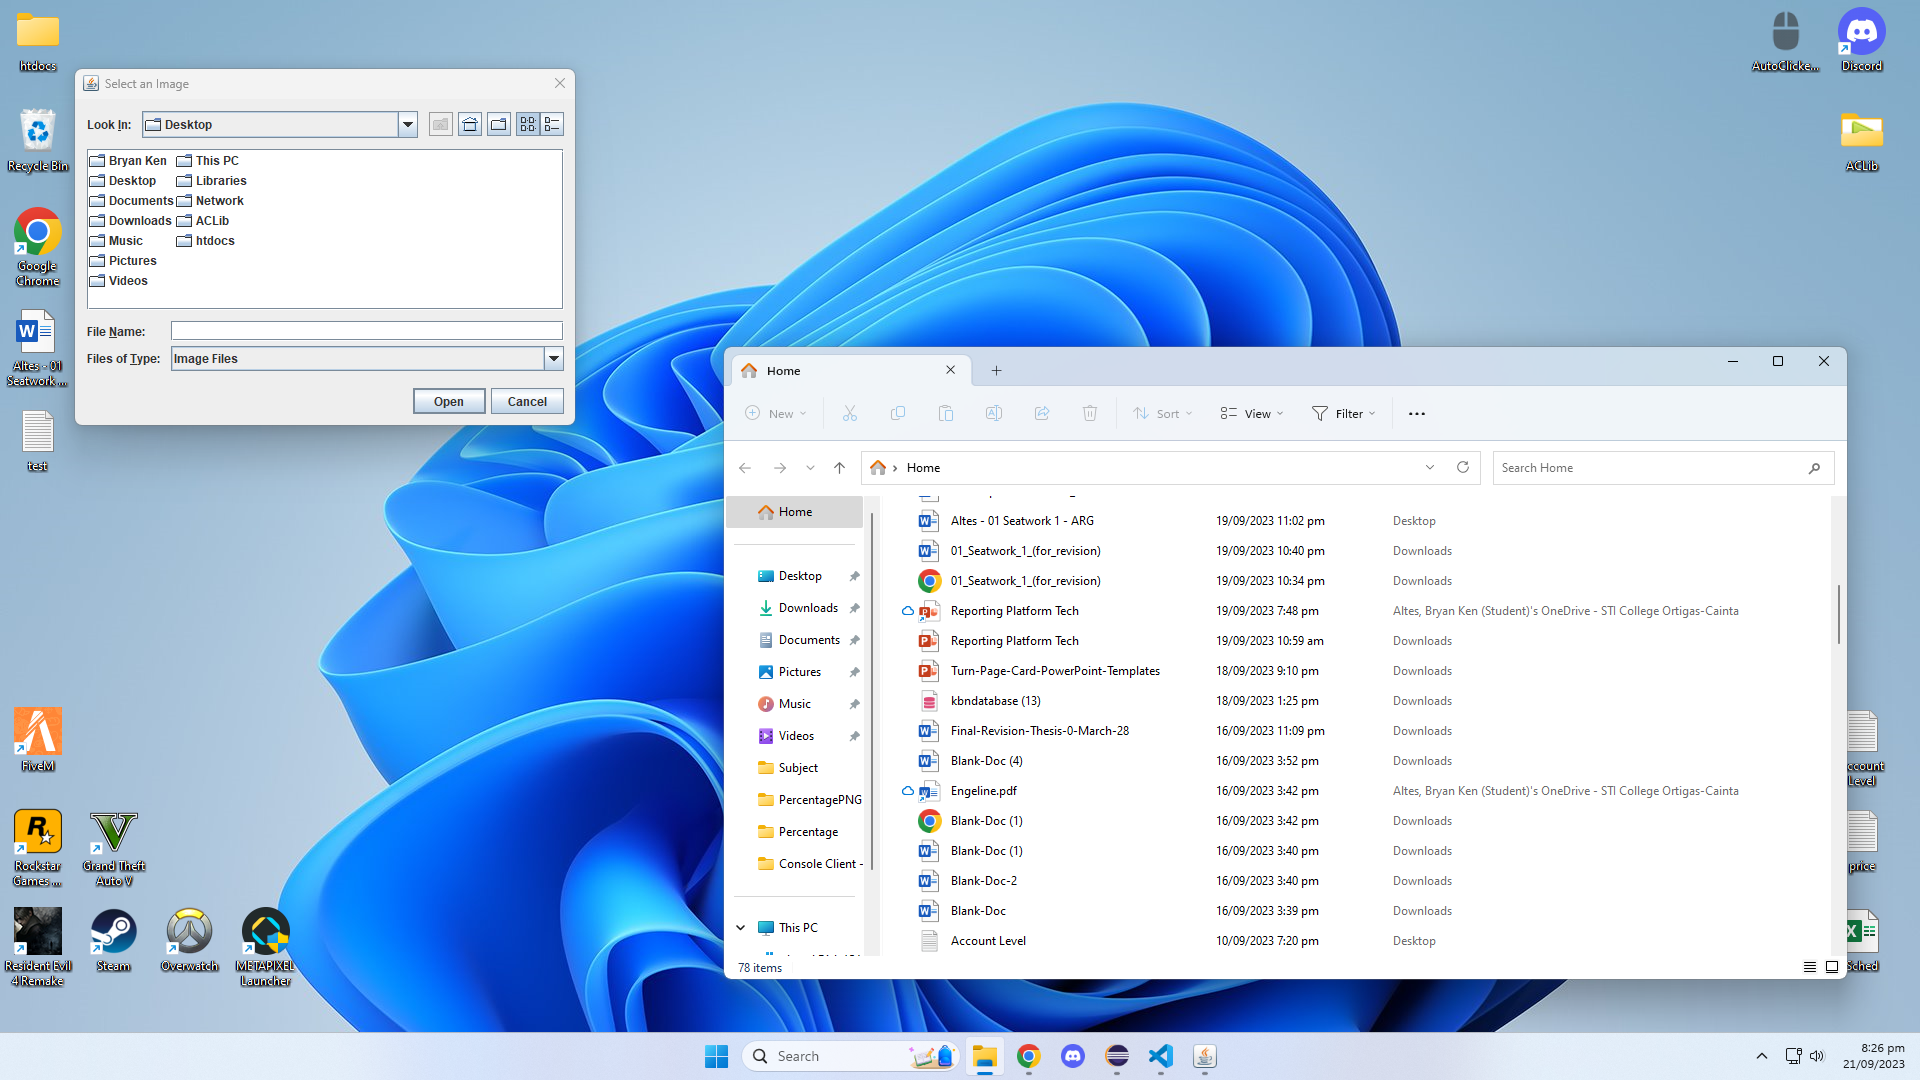 htdocs
Recycle Bin
Google
Chrome
Altes - 01
Seatwork ...
test
FiveM
Rockstar
Games ...
Grand Theft
Auto V
Resident Evil
4 Remake
Steam
Overwatch
METAPIXEL
Launcher
AutoClicke...
Discord
ACLib
ccount
Level
price
Sched
Select an Image
Look In:
Desktop
Bryan Ken
This PC
Desktop
Libraries
Documents
Network
Downloads
ACLib
Music
htdocs
Pictures
Videos
File Name:
Files of Type:
Image Files
Open
Cancel
Home
New
Sort
View
Filter
Home
Search Home
Home
Desktop
Downloads
Documents
Pictures
Music
Videos
Subject
PercentagePNG
Percentage
Console Client -
This PC
Altes - 01 Seatwork 1 - ARG 19/09/2023 11:02 pm Desktop
01_Seatwork_1_(for_revision) 19/09/2023 10:40 pm Downloads
01_Seatwork_1_(for_revision) 19/09/2023 10:34 pm Downloads
Reporting Platform Tech 19/09/2023 7:48 pm Altes, Bryan Ken (Student)'s OneDrive - STI College Ortigas-Cainta
Reporting Platform Tech 19/09/2023 10:59 am Downloads
Turn-Page-Card-PowerPoint-Templates 18/09/2023 9:10 pm Downloads
kbndatabase (13) 18/09/2023 1:25 pm Downloads
Final-Revision-Thesis-0-March-28 16/09/2023 11:09 pm Downloads
Blank-Doc (4) 16/09/2023 3:52 pm Downloads
Engeline.pdf 16/09/2023 3:42 pm Altes, Bryan Ken (Student)'s OneDrive - STI College Ortigas-Cainta
Blank-Doc (1) 16/09/2023 3:42 pm Downloads
Blank-Doc (1) 16/09/2023 3:40 pm Downloads
Blank-Doc-2 16/09/2023 3:40 pm Downloads
Blank-Doc 16/09/2023 3:39 pm Downloads
Account Level 10/09/2023 7:20 pm Desktop
78 items
Search
8:26 pm
21/09/2023